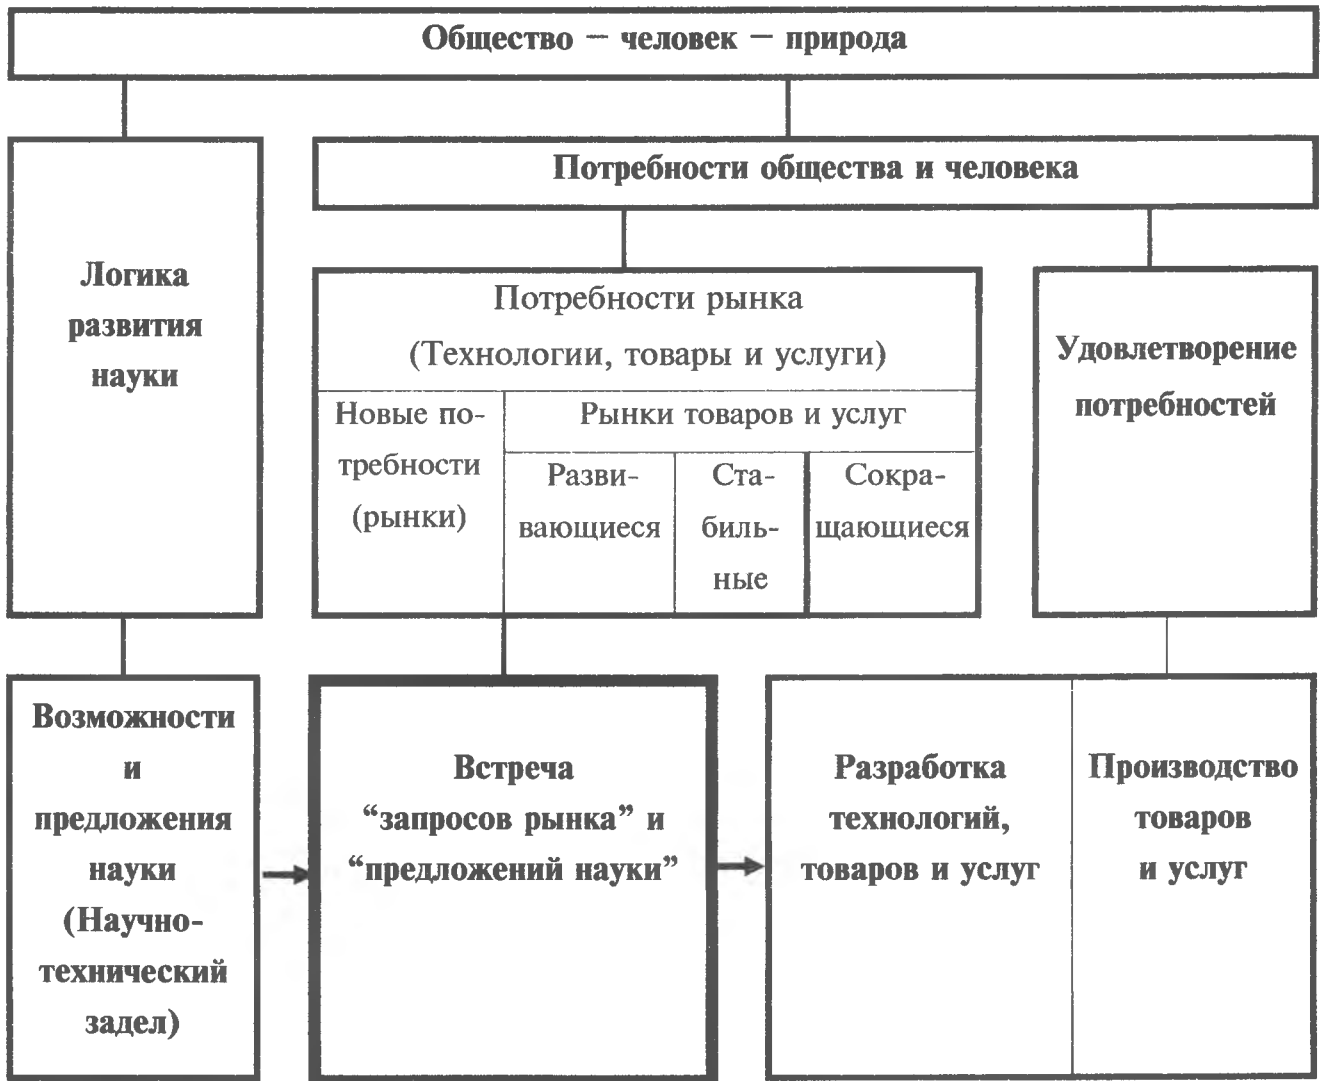 Общество — человек — природа
Потребности общества и человека
Логика
развития
науки
Потребности рынка
(Технологии, товары и услуги)
Новые по-
требности
(рынки)
Рынки товаров и услуг
Разви-
вающиеся
Ста-
биль-
ные
Сокра-
щающиеся
Удовлетворение
потребностей
Возможности
и
предложения
науки
(Научно-
технический
задел)
Встреча
“запросов рынка” и
“предложений науки”
Разработка
технологий,
товаров и услуг
Производство
товаров
и услуг